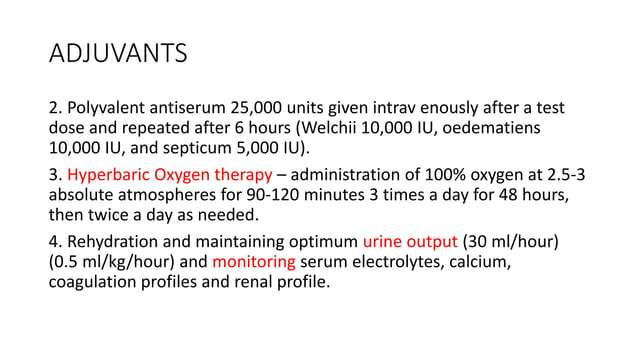 ADJUVANTS
2. Polyvalent antiserum 25,000 units given intrav enously after a test
dose and repeated after 6 hours (Welchii 10,000 IU, oedematiens
10,000 IU, and septicum 5,000 IU).
3. Hyperbaric Oxygen therapy – administration of 100% oxygen at 2.5-3
absolute atmospheres for 90-120 minutes 3 times a day for 48 hours,
then twice a day as needed.
4. Rehydration and maintaining optimum urine output (30 ml/hour)
(0.5 ml/kg/hour) and monitoring serum electrolytes, calcium,
coagulation profiles and renal profile.